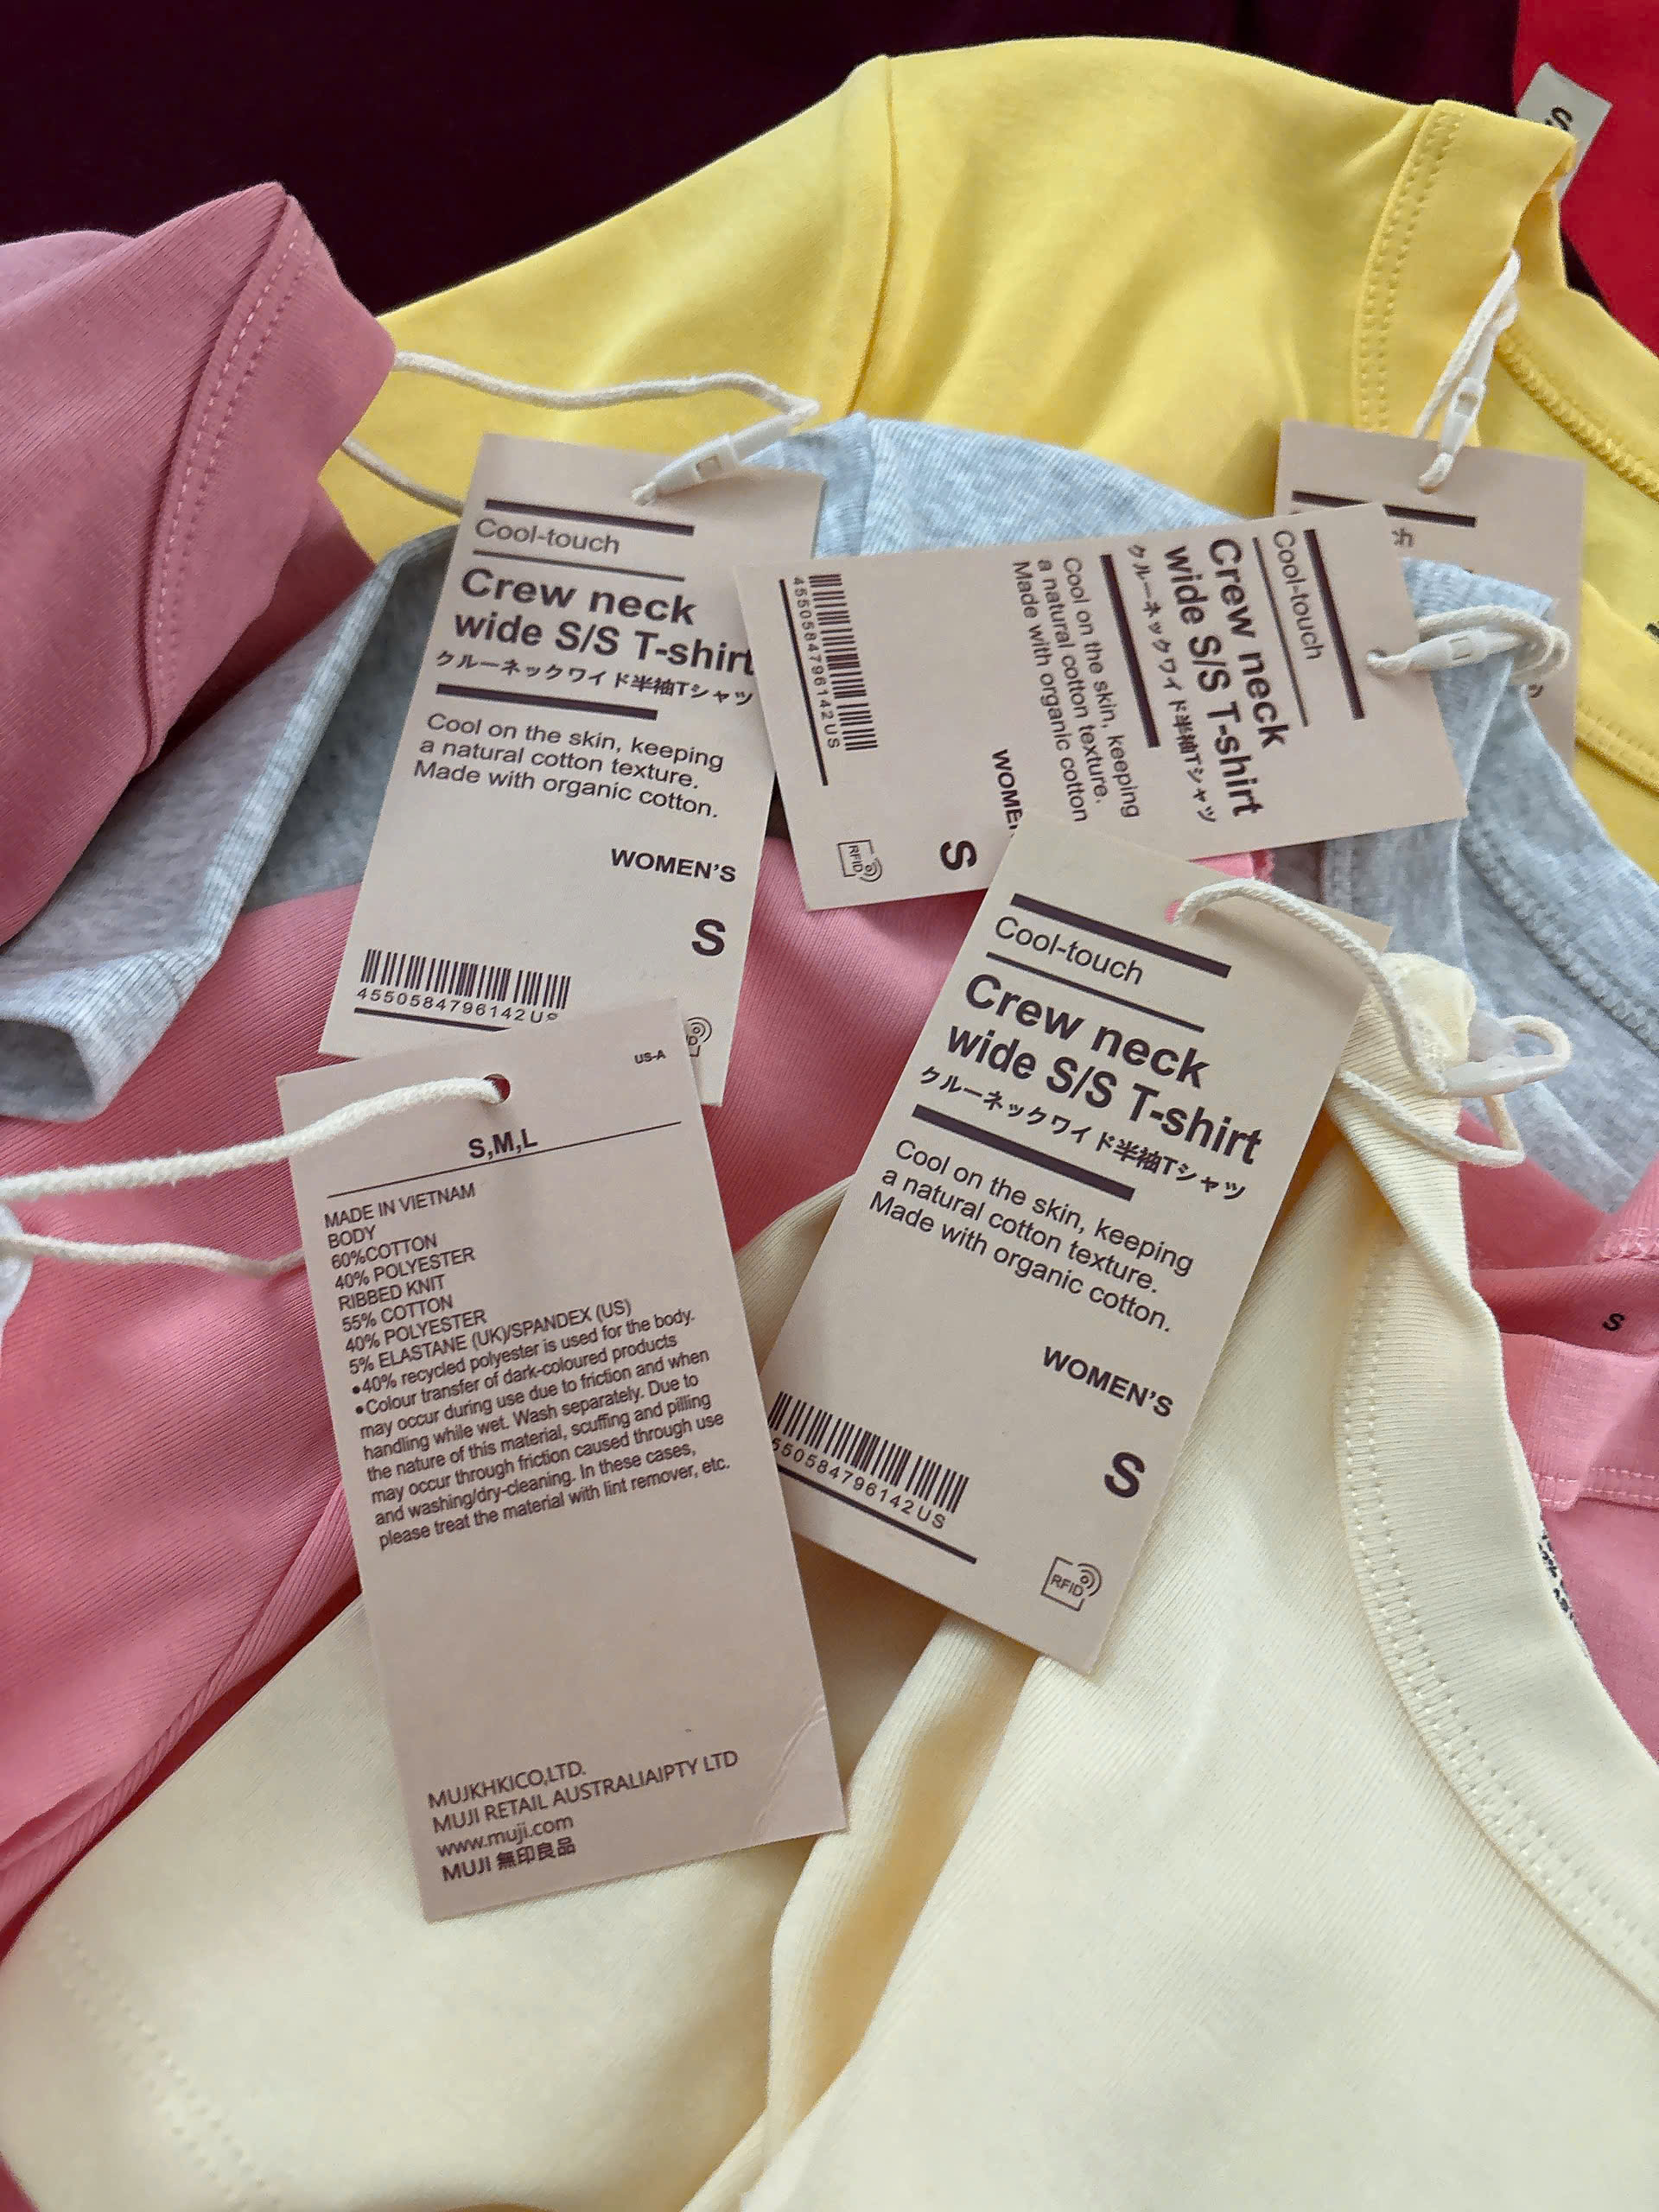 S
Cool-touch
Crew neck
wide S/S T-shirt
クルーネックワイド半袖Tシャツ
Cool on the skin, keeping
a natural cotton texture.
Made with organic cotton.
WOMEN'S
S
4550584796142US
Cool-touch
Crew neck
wide S/S T-shirt
クルーネックワイド半袖Tシャツ
Cool on the skin, keeping
a natural cotton texture.
Made with organic cotton
S
4550584796142US
RFID
Cool-touch
Crew neck
wide S/S T-shirt
クルーネックワイド半袖Tシャツ
Cool on the skin, keeping
a natural cotton texture.
Made with organic cotton.
WOMEN'S
S
550584796142US
RFID
US-A
S,M,L
MADE IN VIETNAM
BODY
60%COTTON
40% POLYESTER
RIBBED KNIT
55% COTTON
40% POLYESTER
5% ELASTANE (UK)/SPANDEX (US)
●40% recycled polyester is used for the body.
●Colour transfer of dark-coloured products
may occur during use due to friction and when
handling while wet. Wash separately. Due to
the nature of this material, scuffing and pilling
may occur through friction caused through use
and washing/dry-cleaning. In these cases,
please treat the material with lint remover, etc.
MUJKHKICO,LTD.
MUJI RETAIL AUSTRALIAIPTY LTD
www.muji.com
MUJI 無印良品
S